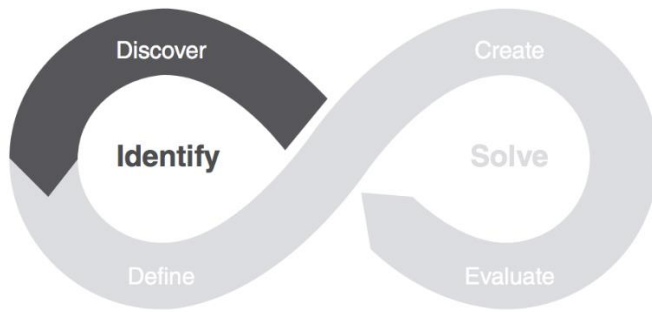 Discover
Create
Identify
Solve
Define
Evaluate